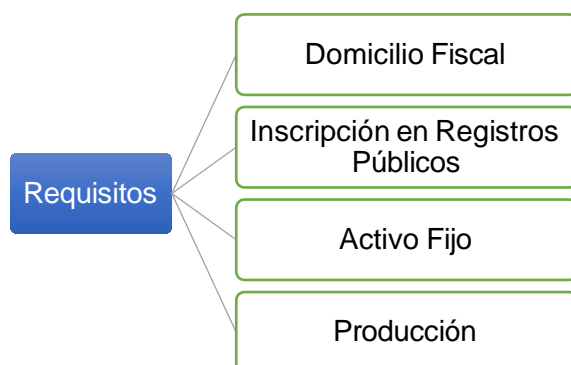 Requisitos
Domicilio Fiscal
Inscripción en Registros
Públicos
Activo Fijo
Producción